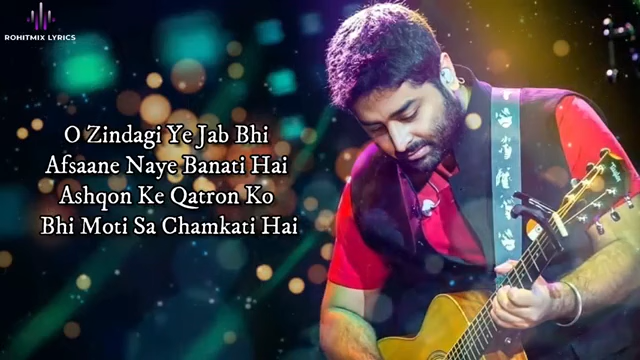 ROHITMIX LYRICS
O Zindagi Ye Jab Bhi
Afsaane Naye Banati Hai
Ashqon Ke Qatron Ko
Bhi Moti Sa Chamkati Hai